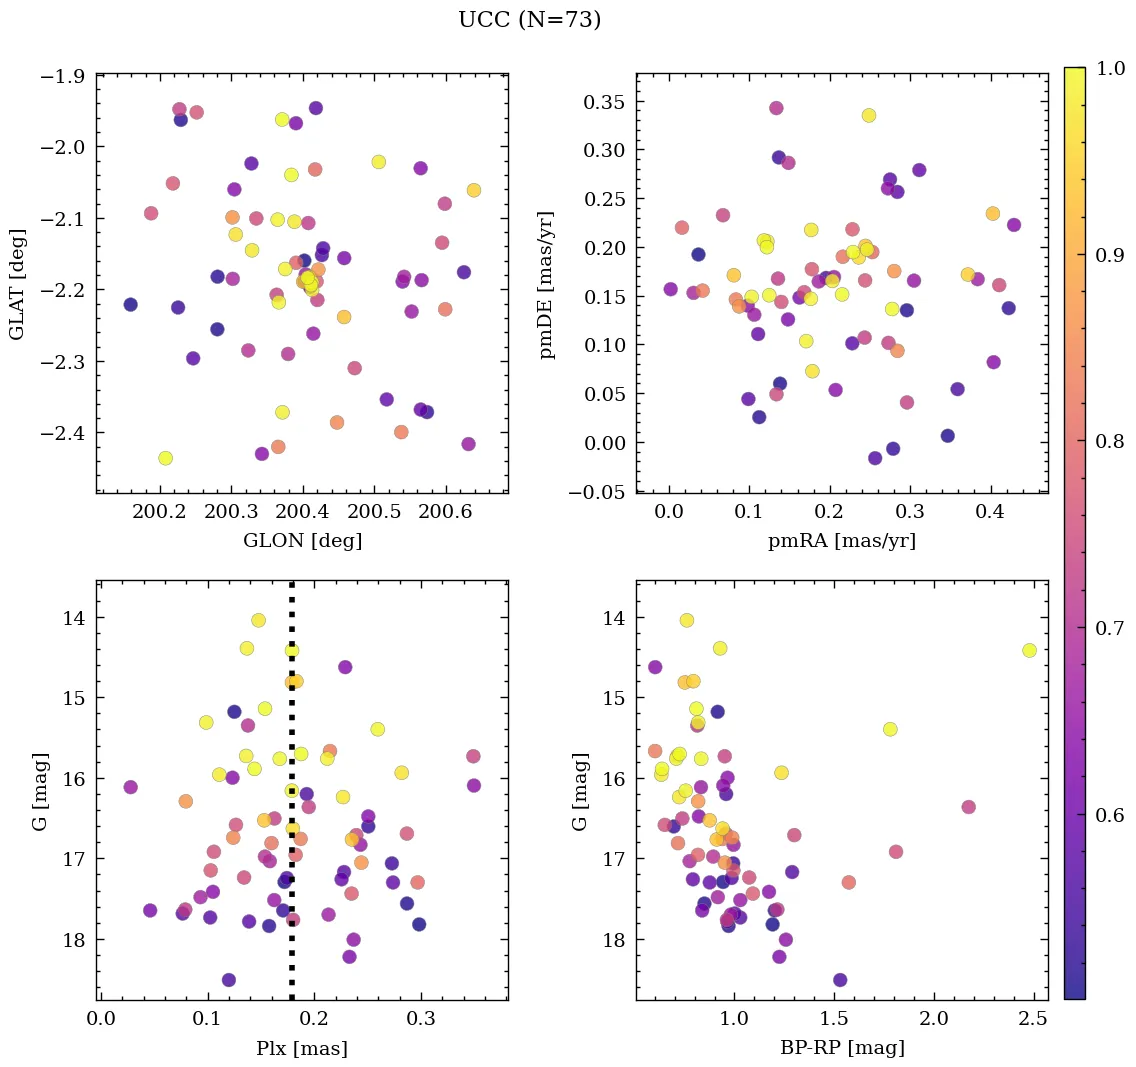 UCC (N=73)
−1.9
−2.0
−2.1
−2.2
−2.3
−2.4
GLAT [deg]
200.2 200.3 200.4 200.5 200.6
GLON [deg]
0.35
0.30
0.25
0.20
0.15
0.10
0.05
0.00
−0.05
pmDE [mas/yr]
0.0 0.1 0.2 0.3 0.4
pmRA [mas/yr]
14
15
16
17
18
G [mag]
0.0 0.1 0.2 0.3
Plx [mas]
14
15
16
17
18
G [mag]
1.0 1.5 2.0 2.5
BP-RP [mag]
1.0
0.9
0.8
0.7
0.6